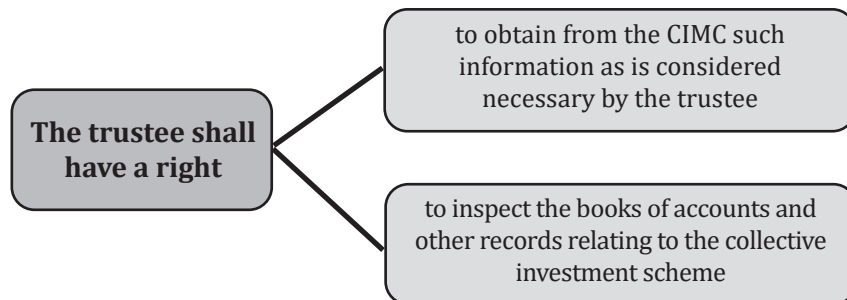 The trustee shall
have a right
to obtain from the CIMC such
information as is considered
necessary by the trustee
to inspect the books of accounts and
other records relating to the collective
investment scheme